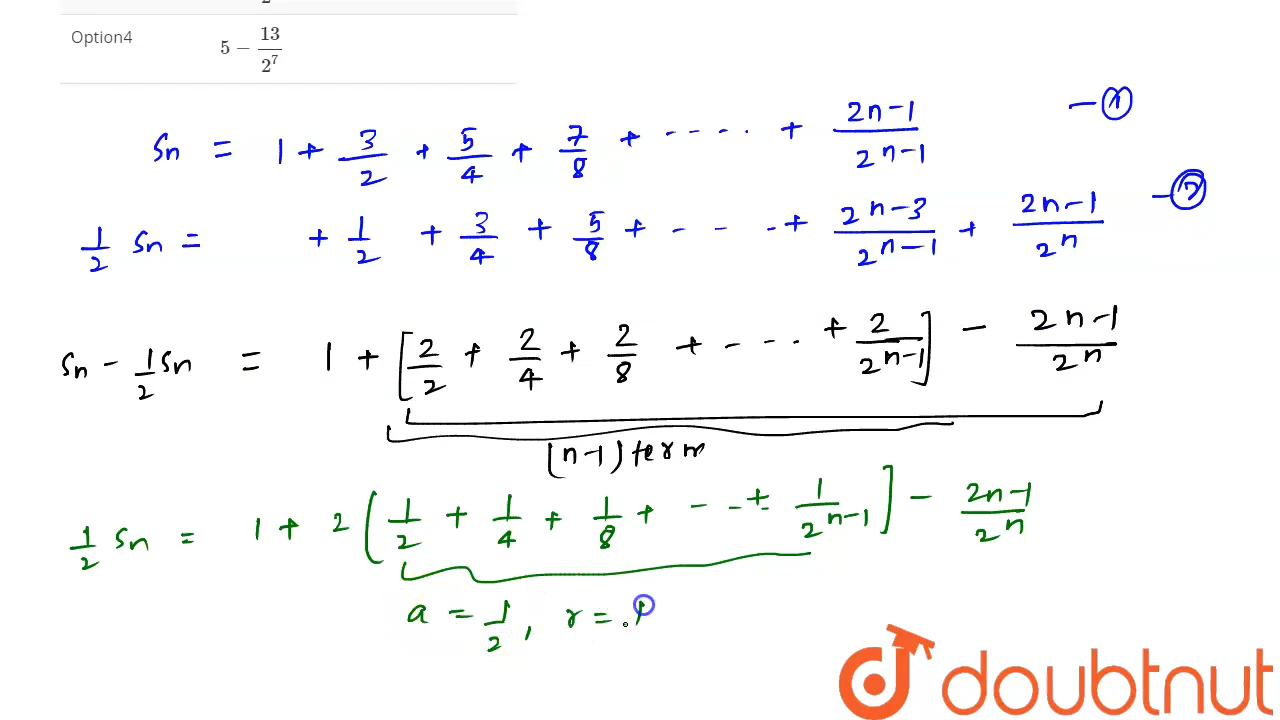 2
Option4 5 − 13/2^7
Sn = 1 + 3/2 + 5/4 + 7/8 + ----- + (2n-1)/(2^(n-1)) — ①
1/2 Sn = + 1/2 + 3/4 + 5/8 + - - - - + (2n-3)/(2^(n-1)) + (2n-1)/(2^n) — ②
Sn - 1/2 Sn = 1 + [2/2 + 2/4 + 2/8 + ----- + 2/(2^(n-1))] - (2n-1)/(2^n)
(n-1) term
1/2 Sn = 1 + 2 [1/2 + 1/4 + 1/8 + ---- + 1/(2^(n-1))] - (2n-1)/(2^n)
a = 1/2, r =
doubtnut